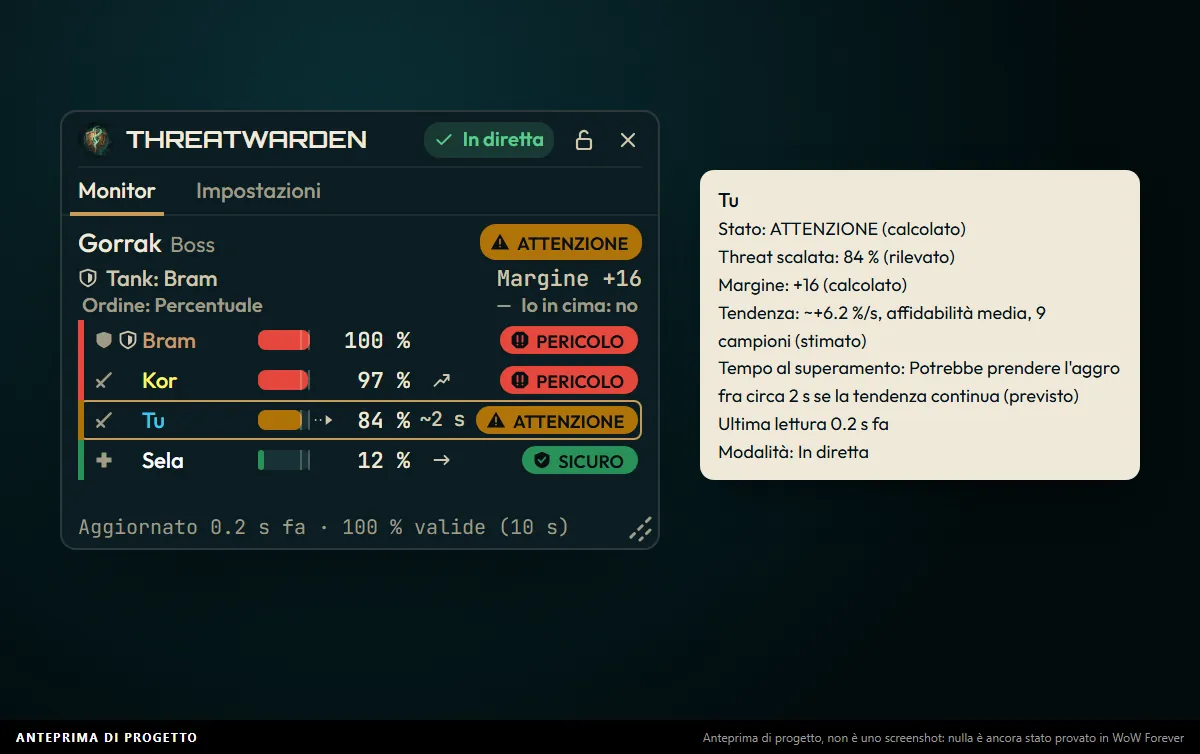 THREATWARDEN
In diretta
Monitor
Impostazioni
Gorrak Boss
ATTENZIONE
Tank: Bram
Margine +16
Ordine: Percentuale
— Io in cima: no
Bram 100 % PERICOLO
Kor 97 % PERICOLO
Tu 84 % ~2 s ATTENZIONE
Sela 12 % SICURO
Aggiornato 0.2 s fa · 100 % valide (10 s)
Tu
Stato: ATTENZIONE (calcolato)
Threat scalata: 84 % (rilevato)
Margine: +16 (calcolato)
Tendenza: ~+6.2 %/s, affidabilità media, 9
campioni (stimato)
Tempo al superamento: Potrebbe prendere l'aggro
fra circa 2 s se la tendenza continua (previsto)
Ultima lettura 0.2 s fa
Modalità: In diretta
ANTEPRIMA DI PROGETTO
Anteprima di progetto, non è uno screenshot: nulla è ancora stato provato in WoW Forever